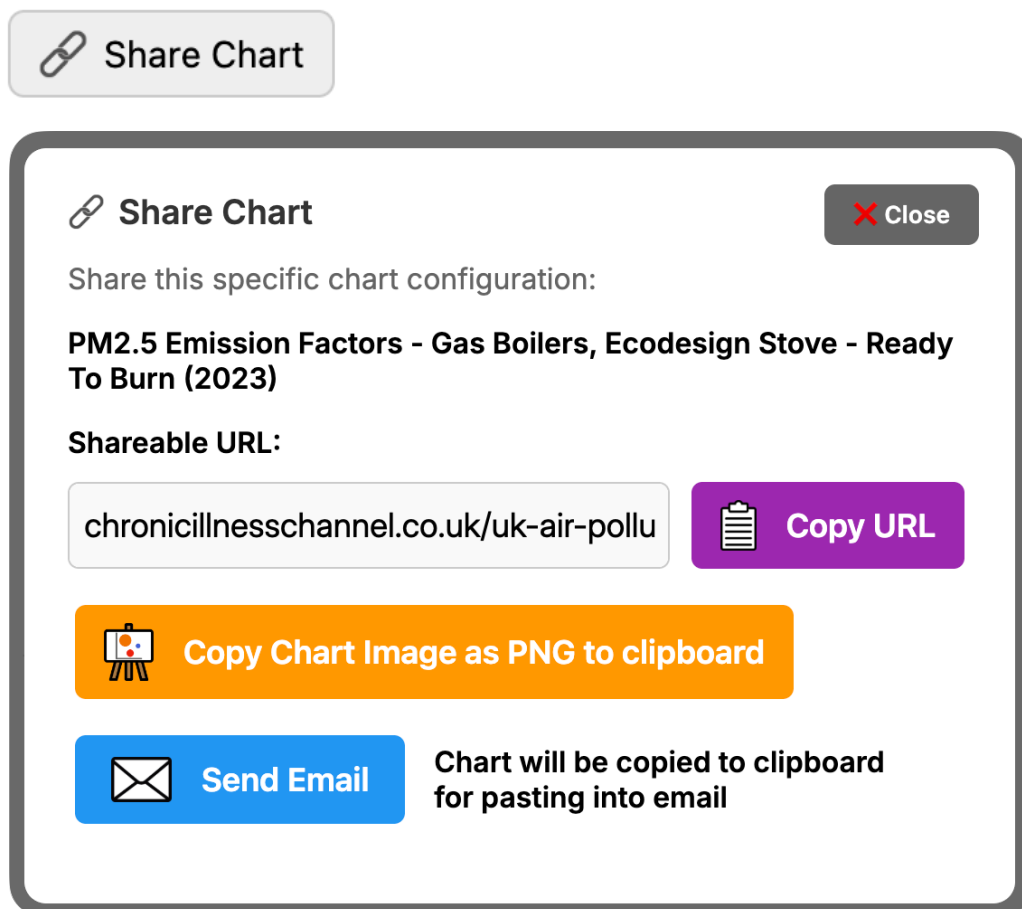 Share Chart
Share Chart
Close
Share this specific chart configuration:
PM2.5 Emission Factors - Gas Boilers, Ecodesign Stove - Ready
To Burn (2023)
Shareable URL:
chronicillnesschannel.co.uk/uk-air-pollu
Copy URL
Copy Chart Image as PNG to clipboard
Send Email
Chart will be copied to clipboard
for pasting into email